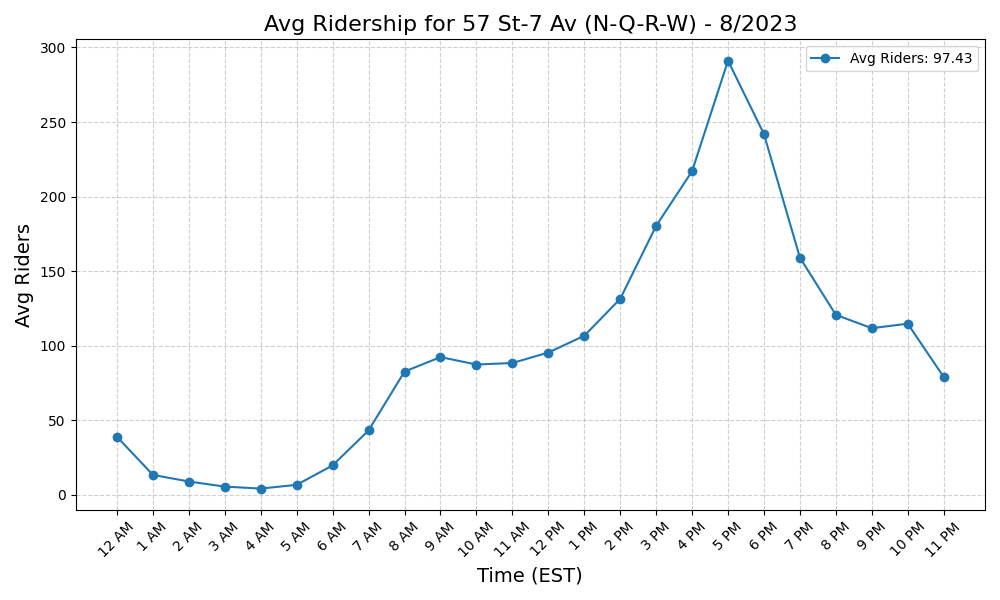 Avg Ridership for 57 St-7 Av (N-Q-R-W) - 8/2023
Avg Riders: 97.43
Avg Riders
300
250
200
150
100
50
0
12 AM
1 AM
2 AM
3 AM
4 AM
5 AM
6 AM
7 AM
8 AM
9 AM
10 AM
11 AM
12 PM
1 PM
2 PM
3 PM
4 PM
5 PM
6 PM
7 PM
8 PM
9 PM
10 PM
11 PM
Time (EST)